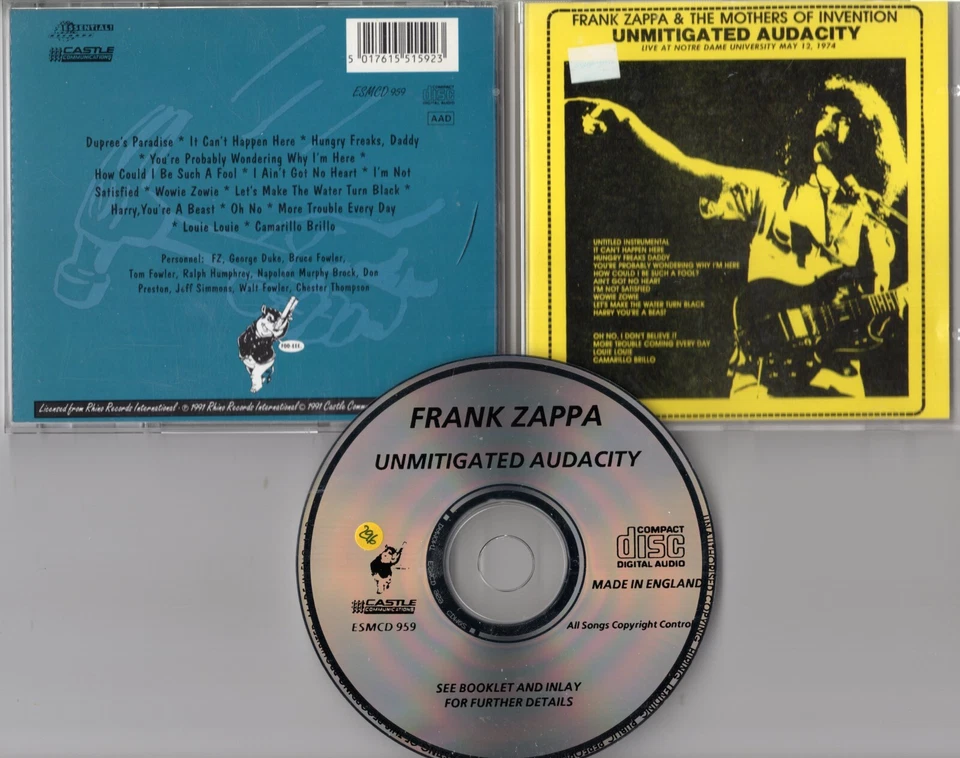 ESSENTIAL!
RECORDS
CASTLE
COMMUNICATIONS
5 017615 515923
ESMCD 959
COMPACT
disc
DIGITAL AUDIO
AAD
Dupree's Paradise * It Can't Happen Here * Hungry Freaks, Daddy
* You're Probably Wondering Why I'm Here *
How Could I Be Such A Fool * I Ain't Got No Heart * I'm Not
Satisfied * Wowie Zowie * Let's Make The Water Turn Black *
Harry,You're A Beast * Oh No * More Trouble Every Day
* Louie Louie * Camarillo Brillo
Personnel: FZ, George Duke, Bruce Fowler,
Tom Fowler, Ralph Humphrey, Napoleon Murphy Brock, Don
Preston, Jeff Simmons, Walt Fowler, Chester Thompson
Licensed from Rhino Records International · ℗ 1991 Rhino Records International © 1991 Castle Comm
FRANK ZAPPA & THE MOTHERS OF INVENTION
UNMITIGATED AUDACITY
LIVE AT NOTRE DAME UNIVERSITY MAY 12, 1974
UNTITLED INSTRUMENTAL
IT CAN'T HAPPEN HERE
HUNGRY FREAKS DADDY
YOU'RE PROBABLY WONDERING WHY I'M HERE
HOW COULD I BE SUCH A FOOL?
AIN'T GOT NO HEART
I'M NOT SATISFIED
WOWIE ZOWIE
LET'S MAKE THE WATER TURN BLACK
HARRY YOU'RE A BEAST
OH NO, I DON'T BELIEVE IT
MORE TROUBLE COMING EVERY DAY
LOUIE LOUIE
CAMARILLO BRILLO
FRANK ZAPPA
UNMITIGATED AUDACITY
296
COMPACT
disc
DIGITAL AUDIO
MADE IN ENGLAND
CASTLE
COMMUNICATIONS
ESMCD 959
All Songs Copyright Control
SEE BOOKLET AND INLAY
FOR FURTHER DETAILS